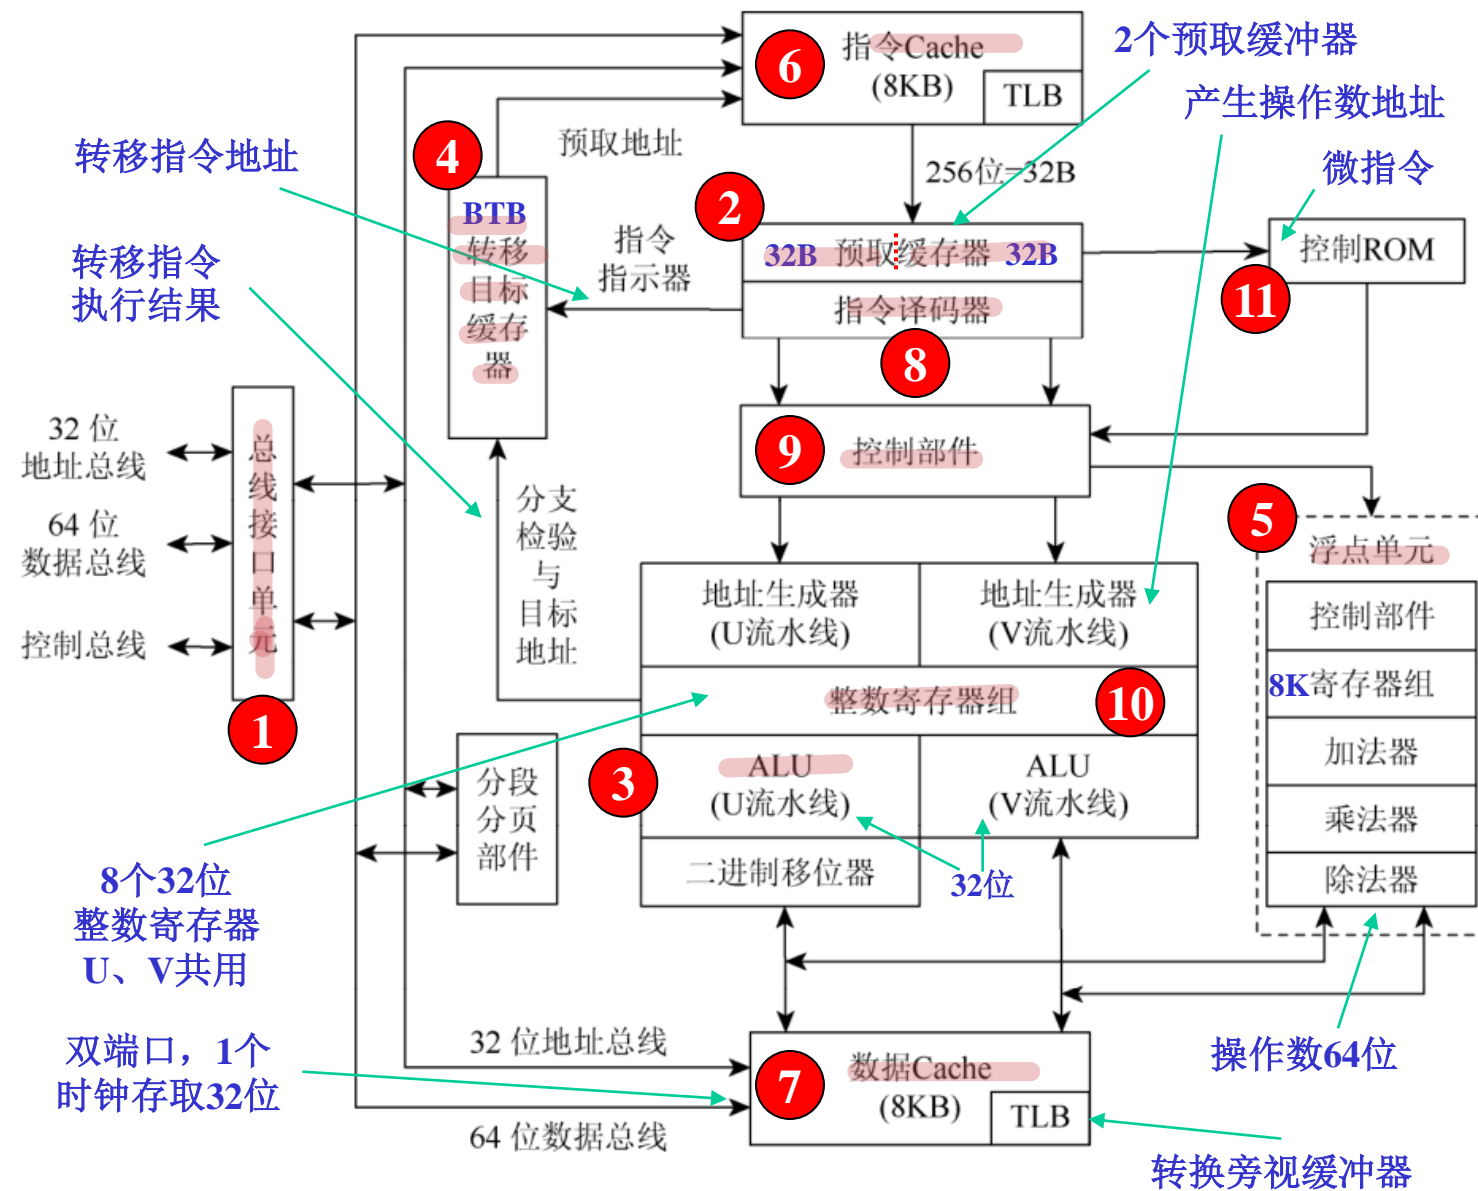 2个预取缓冲器
6
指令Cache
(8KB)
TLB
产生操作数地址
预取地址
4
转移指令地址
256位=32B
微指令
2
BTB
转移
目标
缓存
器
指令
指示器
32B 预取缓存器 32B
指令译码器
控制ROM
11
转移指令
执行结果
8
9
控制部件
32 位
地址总线
64 位
数据总线
控制总线
总
线
接
口
单
元
1
分支
检验
与
目标
地址
5
浮点单元
控制部件
8K寄存器组
加法器
乘法器
除法器
地址生成器
(U流水线)
地址生成器
(V流水线)
整数寄存器组
10
3
ALU
(U流水线)
ALU
(V流水线)
二进制移位器
32位
分段
分页
部件
8个32位
整数寄存器
U、V共用
双端口，1个
时钟存取32位
32 位地址总线
64 位数据总线
7
数据Cache
(8KB)
TLB
操作数64位
转换旁视缓冲器